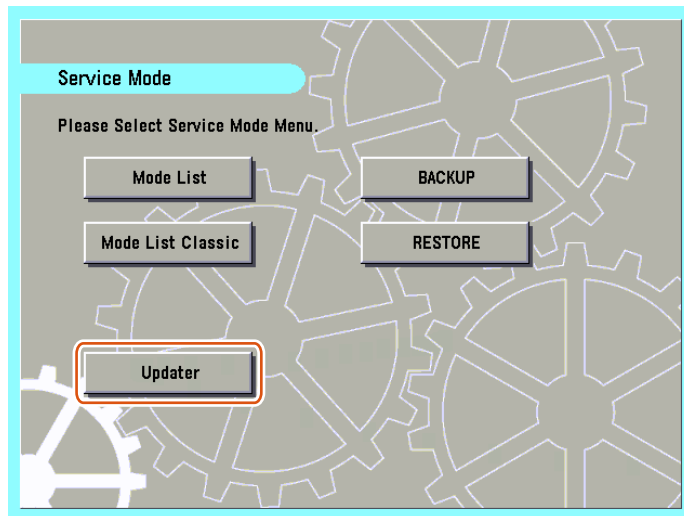 Service Mode
Please Select Service Mode Menu.
Mode List
BACKUP
Mode List Classic
RESTORE
Updater